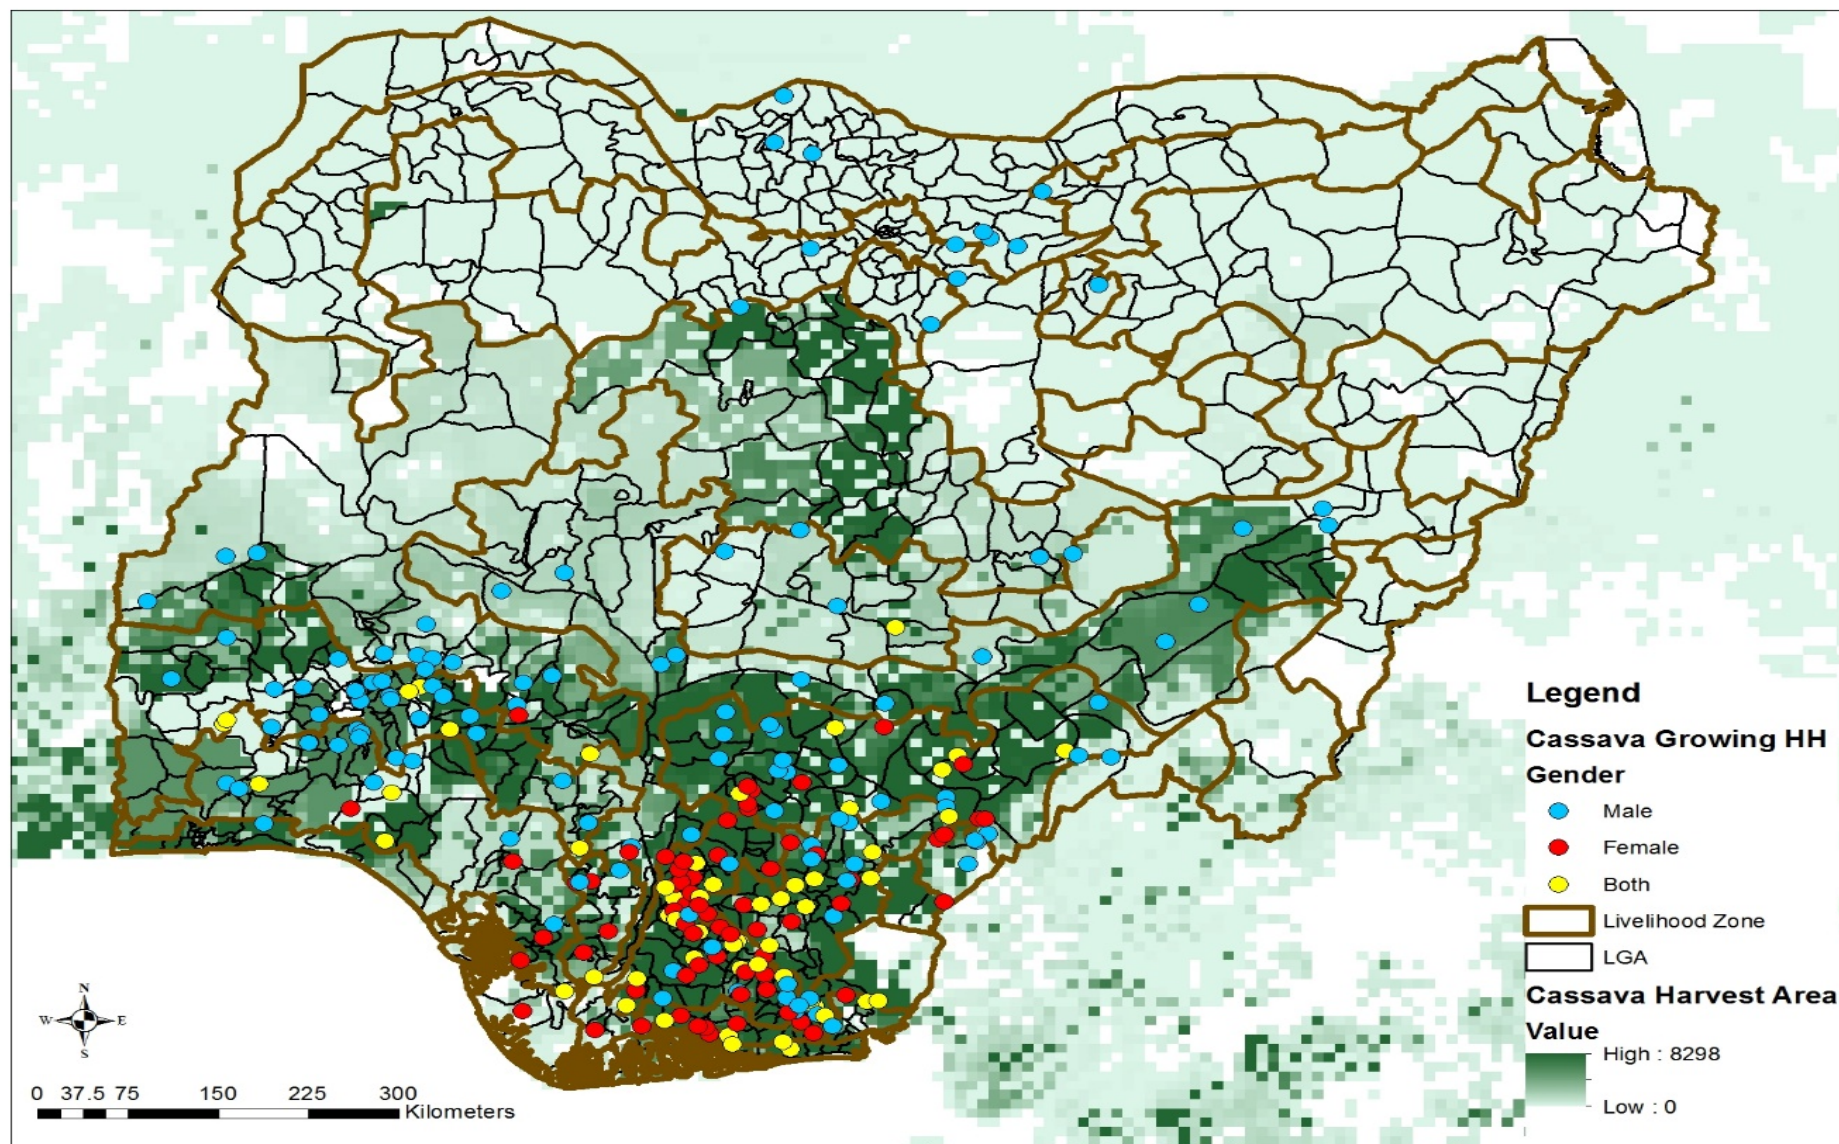 Legend
Cassava Growing HH
Gender
Male
Female
Both
Livelihood Zone
LGA
Cassava Harvest Area
Value
High : 8298
Low : 0
N
W E
S
0 37.5 75 150 225 300
Kilometers